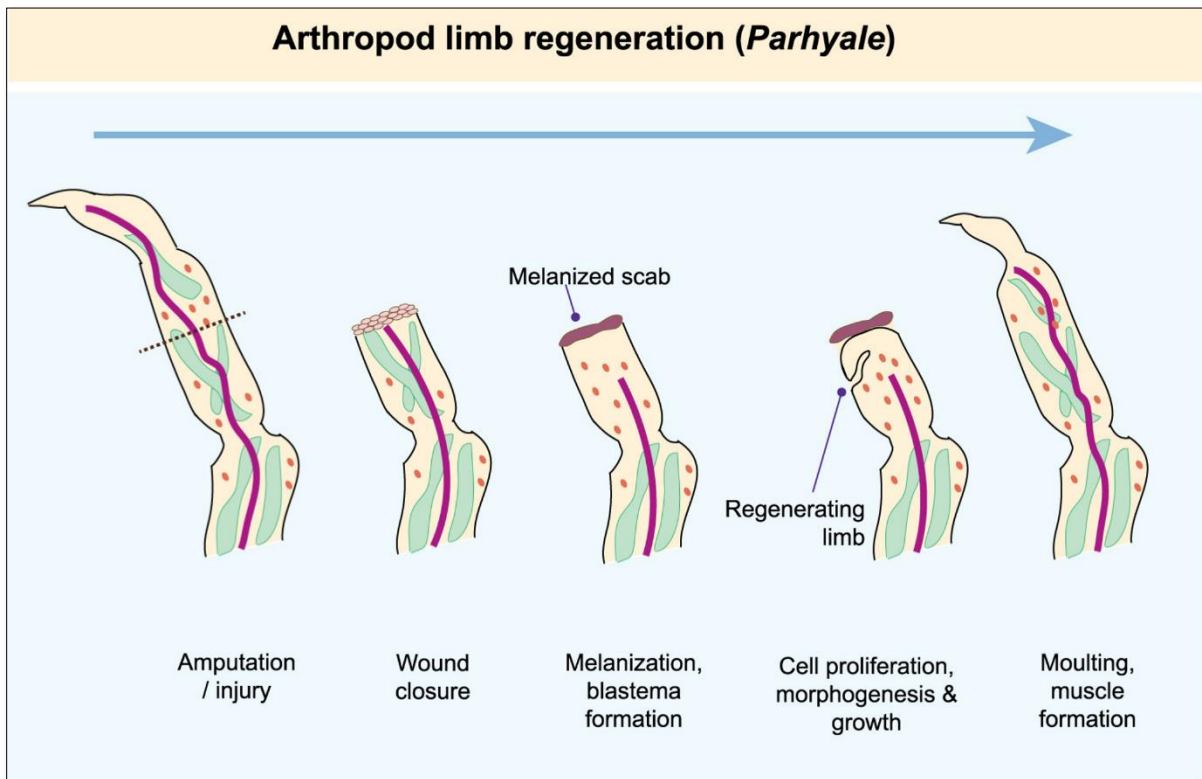 Arthropod limb regeneration (Parhyale)
Melanized scab
Regenerating
limb
Amputation
/ injury
Wound
closure
Melanization,
blastema
formation
Cell proliferation,
morphogenesis &
growth
Moulting,
muscle
formation